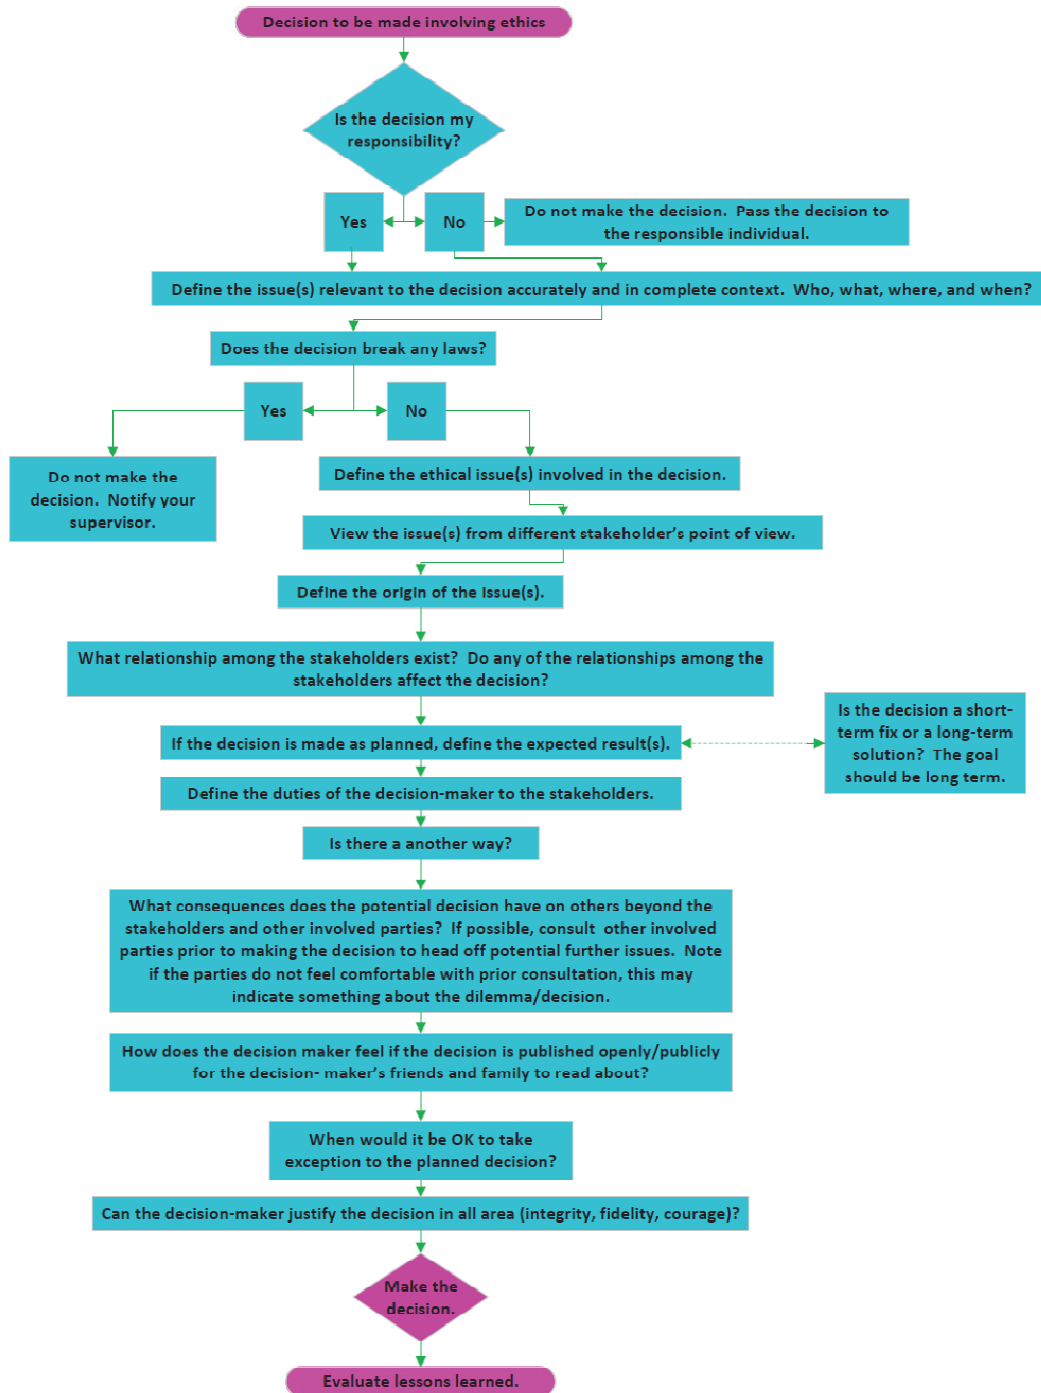 Decision to be made involving ethics
Is the decision my
responsibility?
Yes
No
Do not make the decision. Pass the decision to
the responsible individual.
Define the issue(s) relevant to the decision accurately and in complete context. Who, what, where, and when?
Does the decision break any laws?
Yes
No
Do not make the
decision. Notify your
supervisor.
Define the ethical issue(s) involved in the decision.
View the issue(s) from different stakeholder's point of view.
Define the origin of the issue(s).
What relationship among the stakeholders exist? Do any of the relationships among the
stakeholders affect the decision?
If the decision is made as planned, define the expected result(s).
Is the decision a short-
term fix or a long-term
solution? The goal
should be long term.
Define the duties of the decision-maker to the stakeholders.
Is there a another way?
What consequences does the potential decision have on others beyond the
stakeholders and other involved parties? If possible, consult other involved
parties prior to making the decision to head off potential further issues. Note
if the parties do not feel comfortable with prior consultation, this may
indicate something about the dilemma/decision.
How does the decision maker feel if the decision is published openly/publicly
for the decision- maker's friends and family to read about?
When would it be OK to take
exception to the planned decision?
Can the decision-maker justify the decision in all area (integrity, fidelity, courage)?
Make the
decision.
Evaluate lessons learned.